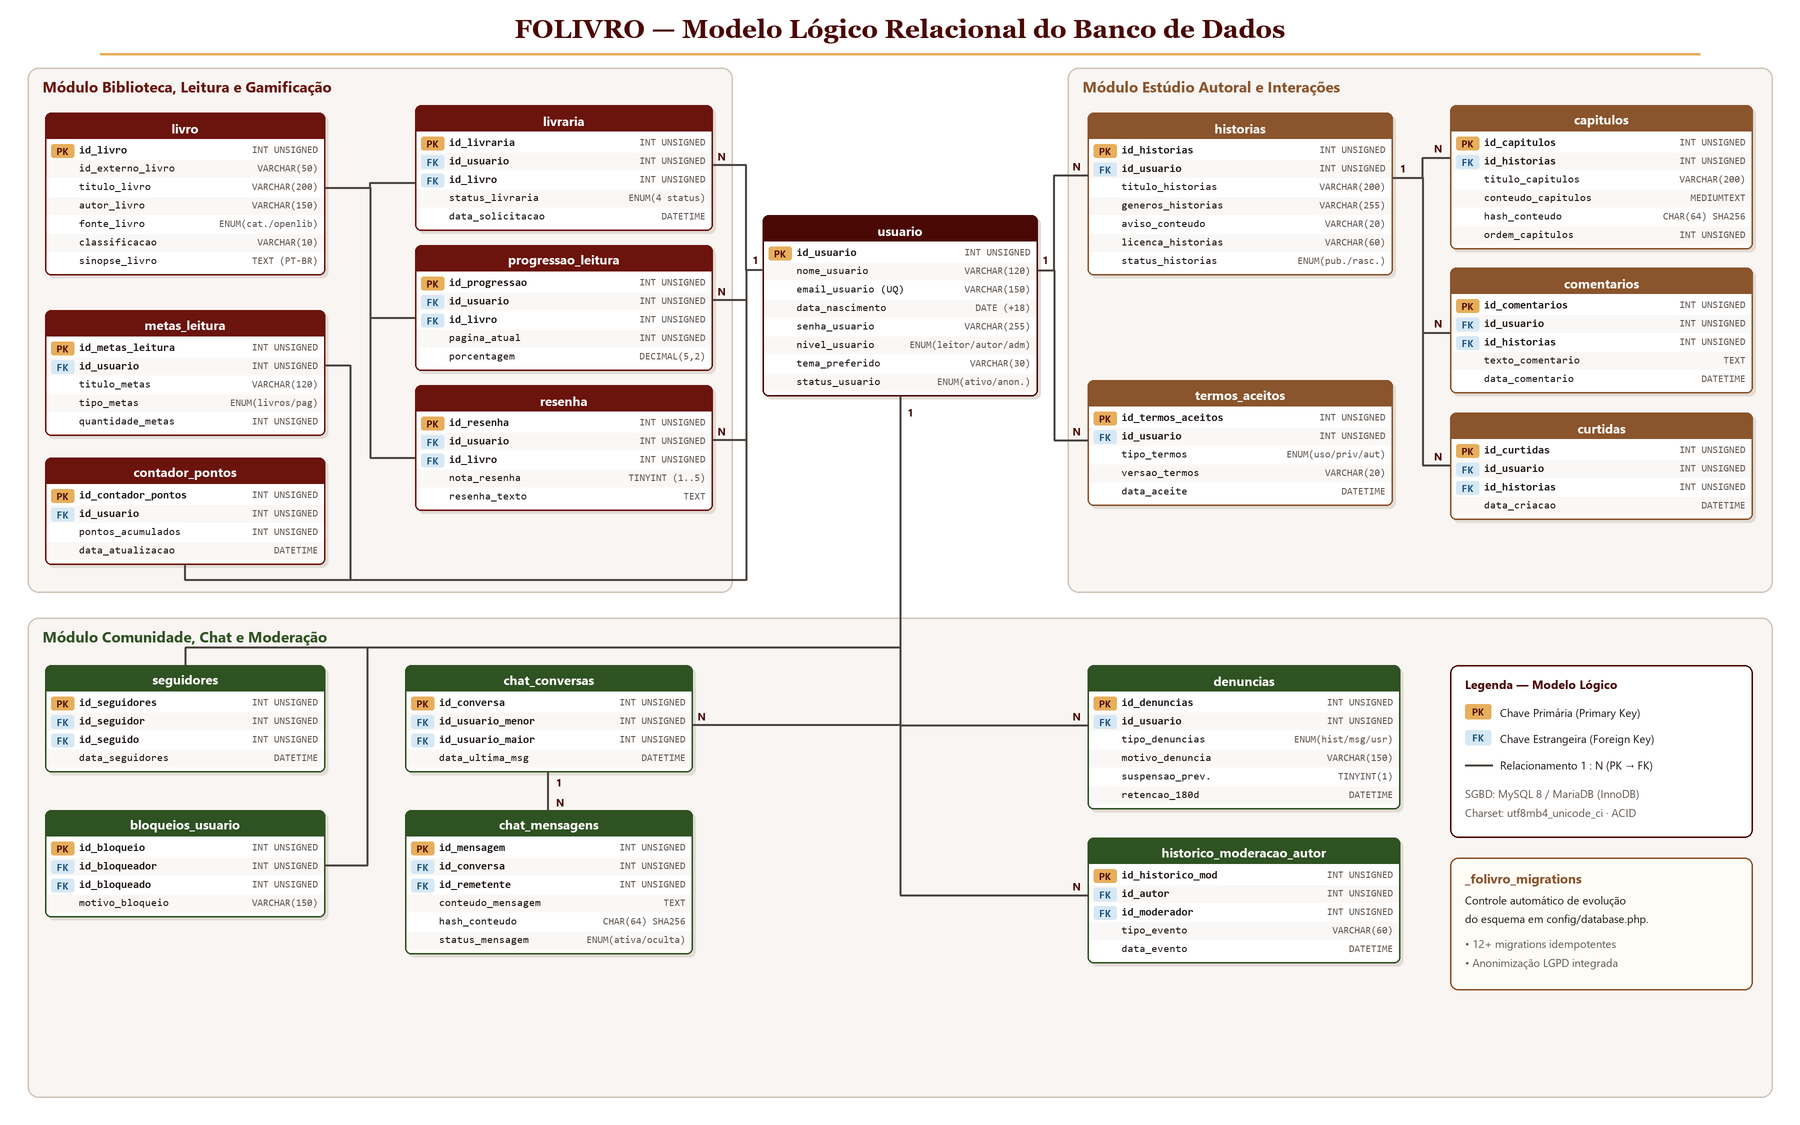 FOLIVRO — Modelo Lógico Relacional do Banco de Dados
Módulo Biblioteca, Leitura e Gamificação
livro
PK id_livro INT UNSIGNED
id_externo_livro VARCHAR(50)
titulo_livro VARCHAR(200)
autor_livro VARCHAR(150)
fonte_livro ENUM(cat./openlib)
classificacao VARCHAR(10)
sinopse_livro TEXT (PT-BR)
metas_leitura
PK id_metas_leitura INT UNSIGNED
FK id_usuario INT UNSIGNED
titulo_metas VARCHAR(120)
tipo_metas ENUM(livros/pag)
quantidade_metas INT UNSIGNED
contador_pontos
PK id_contador_pontos INT UNSIGNED
FK id_usuario INT UNSIGNED
pontos_acumulados INT UNSIGNED
data_atualizacao DATETIME
livraria
PK id_livraria INT UNSIGNED
FK id_usuario INT UNSIGNED
FK id_livro INT UNSIGNED
status_livraria ENUM(4 status)
data_solicitacao DATETIME
N
progressao_leitura
PK id_progressao INT UNSIGNED
FK id_usuario INT UNSIGNED
FK id_livro INT UNSIGNED
pagina_atual INT UNSIGNED
porcentagem DECIMAL(5,2)
N
resenha
PK id_resenha INT UNSIGNED
FK id_usuario INT UNSIGNED
FK id_livro INT UNSIGNED
nota_resenha TINYINT (1..5)
resenha_texto TEXT
N
1
usuario
PK id_usuario INT UNSIGNED
nome_usuario VARCHAR(120)
email_usuario (UQ) VARCHAR(150)
data_nascimento DATE (+18)
senha_usuario VARCHAR(255)
nivel_usuario ENUM(leitor/autor/adm)
tema_preferido VARCHAR(30)
status_usuario ENUM(ativo/anon.)
1
1
Módulo Estúdio Autoral e Interações
N
historias
PK id_historias INT UNSIGNED
FK id_usuario INT UNSIGNED
titulo_historias VARCHAR(200)
generos_historias VARCHAR(255)
aviso_conteudo VARCHAR(20)
licenca_historias VARCHAR(60)
status_historias ENUM(pub./rasc.)
1
N
termos_aceitos
PK id_termos_aceitos INT UNSIGNED
FK id_usuario INT UNSIGNED
tipo_termos ENUM(uso/priv/aut)
versao_termos VARCHAR(20)
data_aceite DATETIME
N
capitulos
PK id_capitulos INT UNSIGNED
FK id_historias INT UNSIGNED
titulo_capitulos VARCHAR(200)
conteudo_capitulos MEDIUMTEXT
hash_conteudo CHAR(64) SHA256
ordem_capitulos INT UNSIGNED
N
comentarios
PK id_comentarios INT UNSIGNED
FK id_usuario INT UNSIGNED
FK id_historias INT UNSIGNED
texto_comentario TEXT
data_comentario DATETIME
N
curtidas
PK id_curtidas INT UNSIGNED
FK id_usuario INT UNSIGNED
FK id_historias INT UNSIGNED
data_criacao DATETIME
Módulo Comunidade, Chat e Moderação
seguidores
PK id_seguidores INT UNSIGNED
FK id_seguidor INT UNSIGNED
FK id_seguido INT UNSIGNED
data_seguidores DATETIME
bloqueios_usuario
PK id_bloqueio INT UNSIGNED
FK id_bloqueador INT UNSIGNED
FK id_bloqueado INT UNSIGNED
motivo_bloqueio VARCHAR(150)
chat_conversas
PK id_conversa INT UNSIGNED
FK id_usuario_menor INT UNSIGNED
FK id_usuario_maior INT UNSIGNED
data_ultima_msg DATETIME
N
1
N
chat_mensagens
PK id_mensagem INT UNSIGNED
FK id_conversa INT UNSIGNED
FK id_remetente INT UNSIGNED
conteudo_mensagem TEXT
hash_conteudo CHAR(64) SHA256
status_mensagem ENUM(ativa/oculta)
N
denuncias
PK id_denuncias INT UNSIGNED
FK id_usuario INT UNSIGNED
tipo_denuncias ENUM(hist/msg/usr)
motivo_denuncia VARCHAR(150)
suspensao_prev. TINYINT(1)
retencao_180d DATETIME
N
historico_moderacao_autor
PK id_historico_mod INT UNSIGNED
FK id_autor INT UNSIGNED
FK id_moderador INT UNSIGNED
tipo_evento VARCHAR(60)
data_evento DATETIME
Legenda — Modelo Lógico
PK Chave Primária (Primary Key)
FK Chave Estrangeira (Foreign Key)
Relacionamento 1 : N (PK → FK)
SGBD: MySQL 8 / MariaDB (InnoDB)
Charset: utf8mb4_unicode_ci · ACID
_folivro_migrations
Controle automático de evolução
do esquema em config/database.php.
• 12+ migrations idempotentes
• Anonimização LGPD integrada